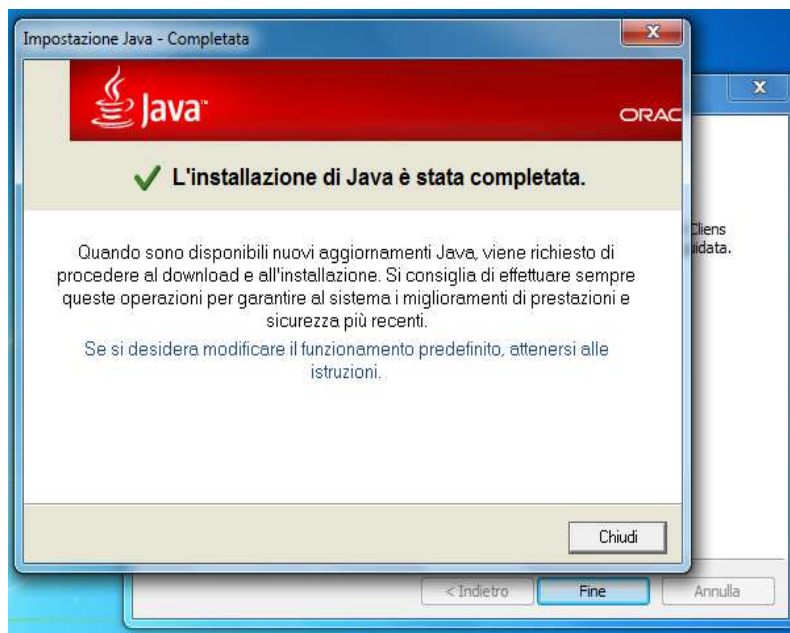 Impostazione Java - Completata
Java
ORAC
L'installazione di Java è stata completata.
Quando sono disponibili nuovi aggiornamenti Java, viene richiesto di
procedere al download e all'installazione. Si consiglia di effettuare sempre
queste operazioni per garantire al sistema i miglioramenti di prestazioni e
sicurezza più recenti.
Se si desidera modificare il funzionamento predefinito, attenersi alle
istruzioni.
Chiudi
Cliens
idata.
< Indietro
Fine
Annulla